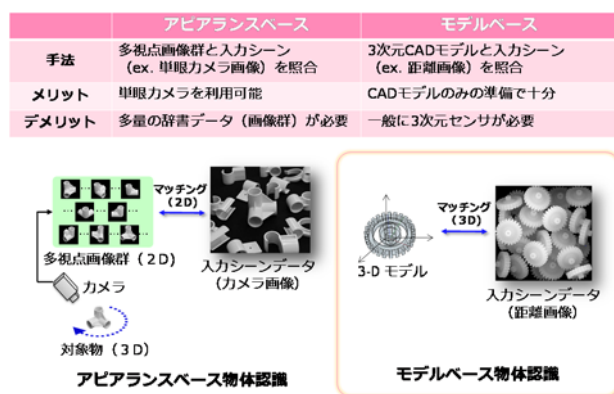 アピアランスベース モデルベース
手法 多視点画像群と入力シーン 3次元CADモデルと入力シーン
(ex. 単眼カメラ画像)を照合 (ex. 距離画像)を照合
メリット 単眼カメラを利用可能 CADモデルのみの準備で十分
デメリット 多量の辞書データ(画像群)が必要 一般に3次元センサが必要
マッチング
(2D)
多視点画像群(2D)
入力シーンデータ
(カメラ画像)
カメラ
対象物(3D)
アピアランスベース物体認識
マッチング
(3D)
3-D モデル
入力シーンデータ
(距離画像)
モデルベース物体認識